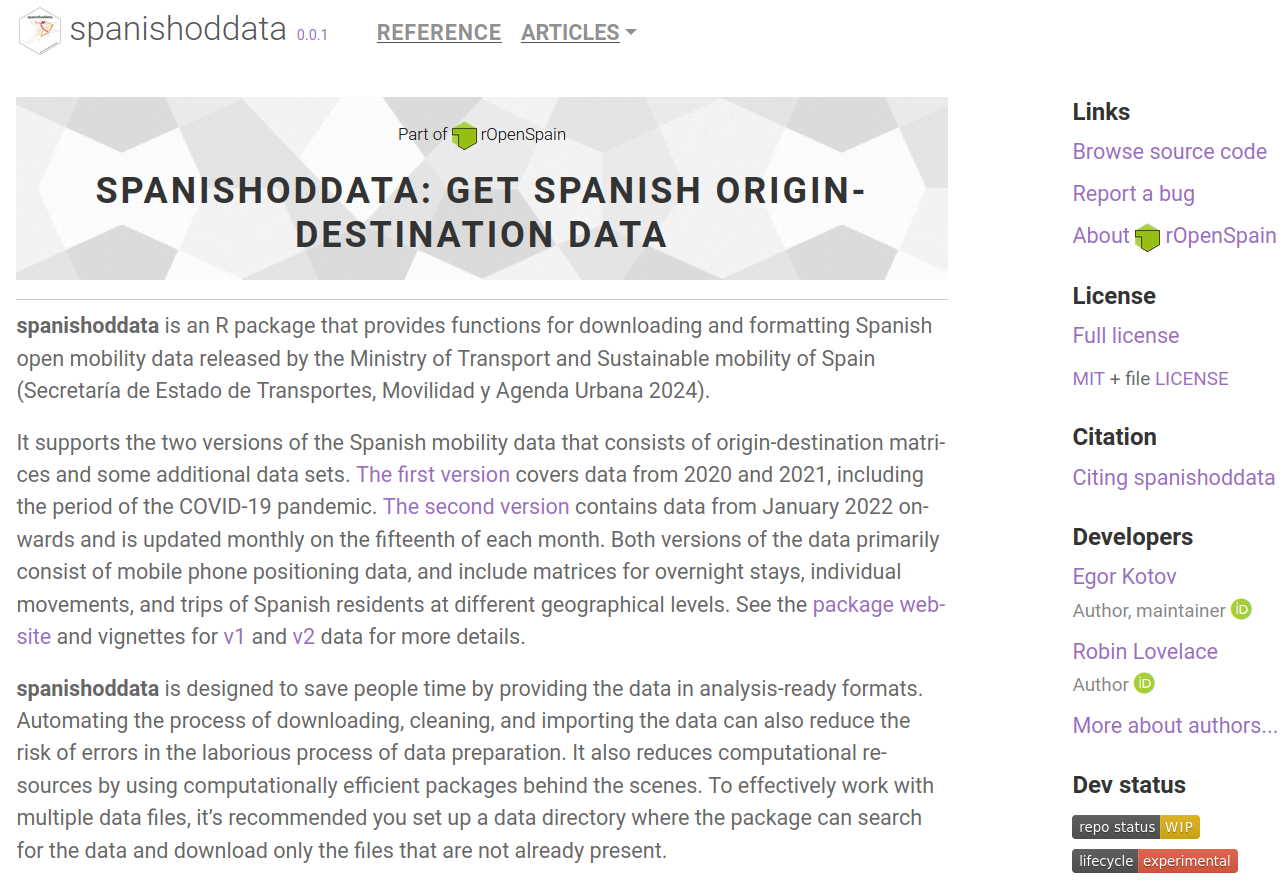 spanishoddata 0.0.1 REFERENCE ARTICLES
Part of rOpenSpain
SPANISHODDATA: GET SPANISH ORIGIN-
DESTINATION DATA
spanishoddata is an R package that provides functions for downloading and formatting Spanish
open mobility data released by the Ministry of Transport and Sustainable mobility of Spain
(Secretaría de Estado de Transportes, Movilidad y Agenda Urbana 2024).
It supports the two versions of the Spanish mobility data that consists of origin-destination matri-
ces and some additional data sets. The first version covers data from 2020 and 2021, including
the period of the COVID-19 pandemic. The second version contains data from January 2022 on-
wards and is updated monthly on the fifteenth of each month. Both versions of the data primarily
consist of mobile phone positioning data, and include matrices for overnight stays, individual
movements, and trips of Spanish residents at different geographical levels. See the package web-
site and vignettes for v1 and v2 data for more details.
spanishoddata is designed to save people time by providing the data in analysis-ready formats.
Automating the process of downloading, cleaning, and importing the data can also reduce the
risk of errors in the laborious process of data preparation. It also reduces computational re-
sources by using computationally efficient packages behind the scenes. To effectively work with
multiple data files, it’s recommended you set up a data directory where the package can search
for the data and download only the files that are not already present.
Links
Browse source code
Report a bug
About rOpenSpain
License
Full license
MIT + file LICENSE
Citation
Citing spanishoddata
Developers
Egor Kotov
Author, maintainer iD
Robin Lovelace
Author iD
More about authors...
Dev status
repo status WIP
lifecycle experimental